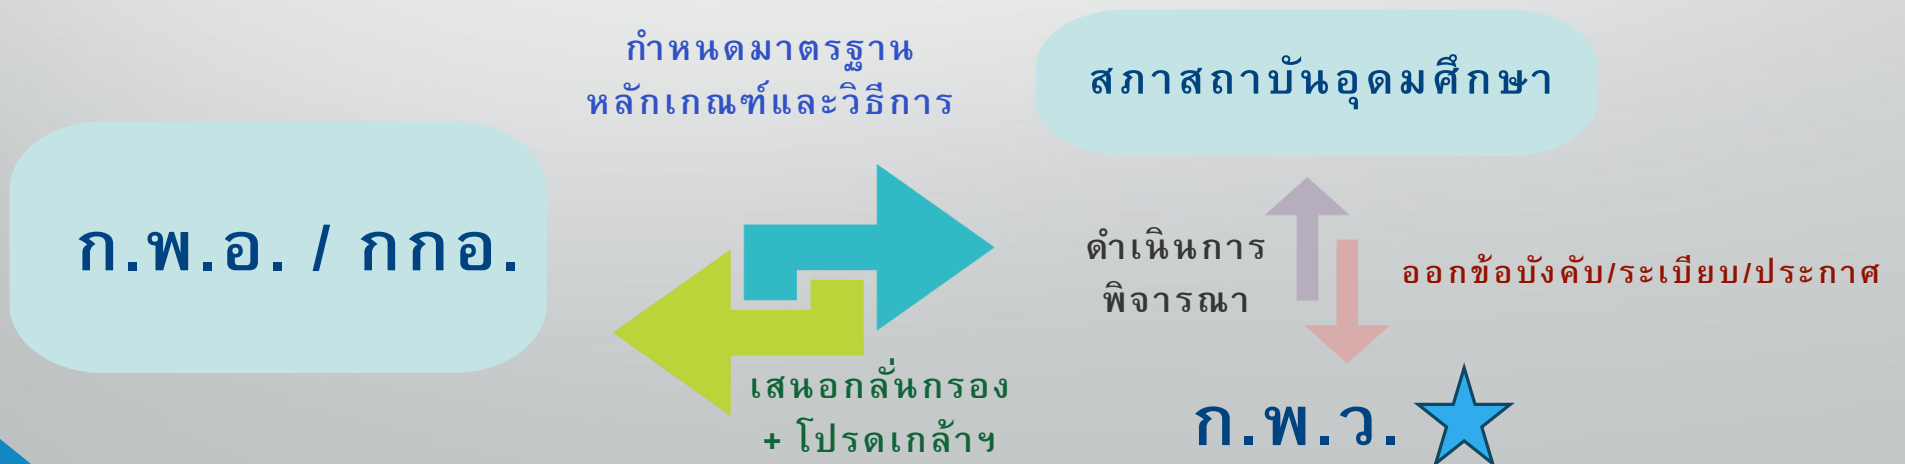 กำหนดมาตรฐาน
หลักเกณฑ์และวิธีการ
สภาสถาบันอุดมศึกษา
ก.พ.อ. / กกอ.
ดำเนินการ
พิจารณา
ออกข้อบังคับ/ระเบียบ/ประกาศ
เสนอกลั่นกรอง
+ โปรดเกล้าฯ
ก.พ.ว.